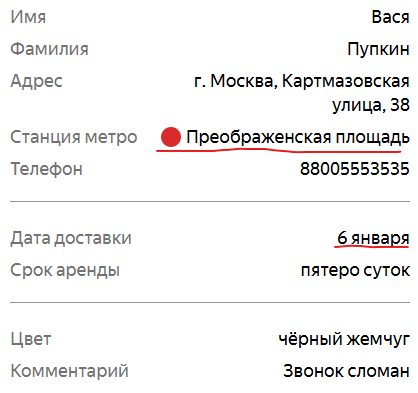 Имя Вася
Фамилия Пупкин
Адрес г. Москва, Картмазовская
улица, 38
Станция метро Преображенская площадь
Телефон 88005553535
Дата доставки 6 января
Срок аренды пятеро суток
Цвет чёрный жемчуг
Комментарий Звонок сломан